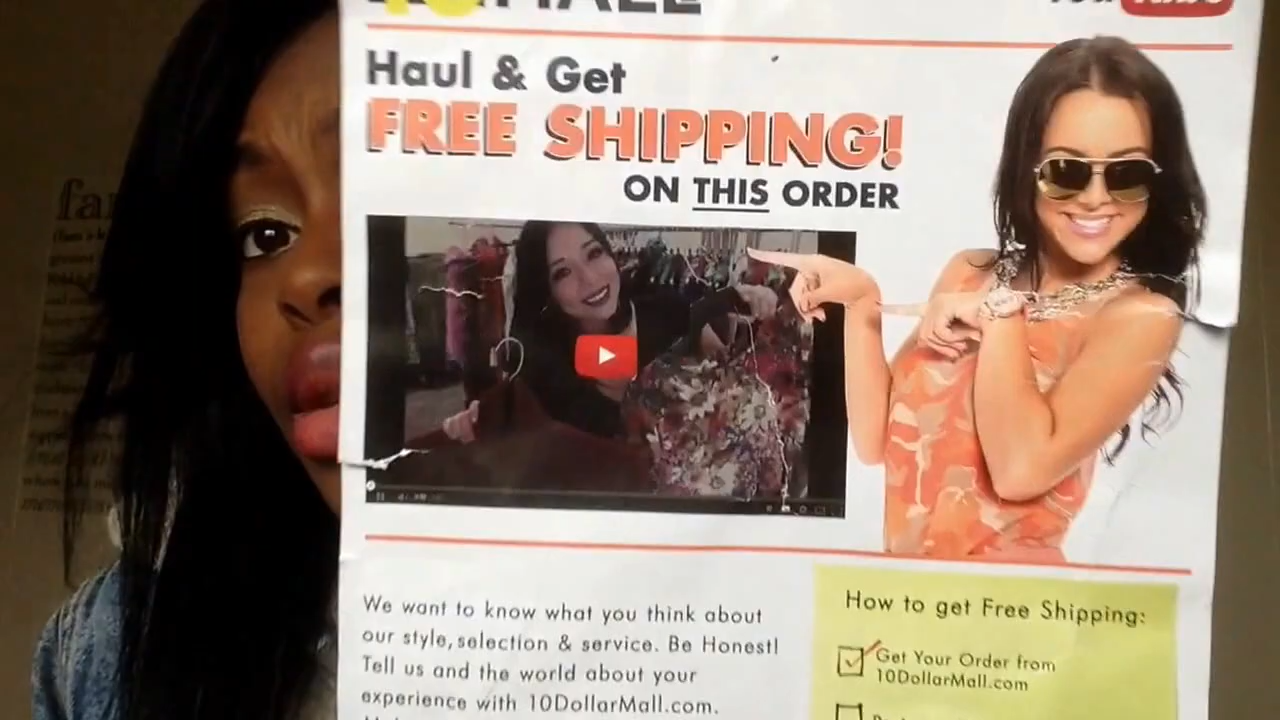 MALL
Haul & Get
FREE SHIPPING!
ON THIS ORDER
We want to know what you think about
our style, selection & service. Be Honest!
Tell us and the world about your
experience with 10DollarMall.com.
How to get Free Shipping:
Get Your Order from
10DollarMall.com